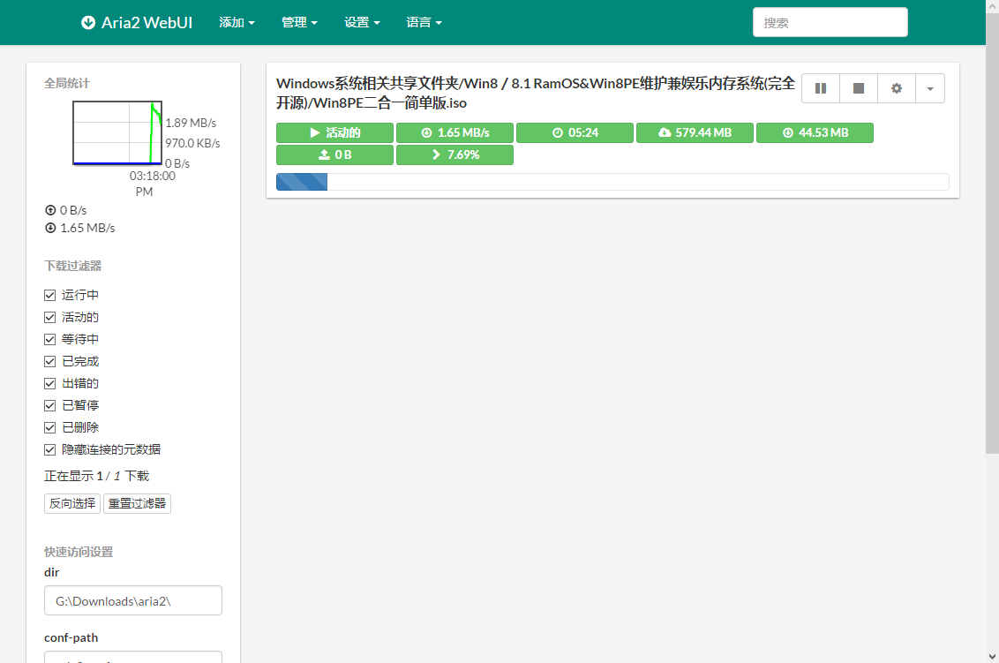 Aria2 WebUI 添加 管理 设置 语言 搜索
全局统计
1.89 MB/s
970.0 KB/s
0 B/s
03:18:00
PM
0 B/s
1.65 MB/s
下载过滤器
运行中
活动的
等待中
已完成
出错的
已暂停
已删除
隐藏连接的元数据
正在显示 1 / 1 下载
反向选择 重置过滤器
快速访问设置
dir
G:\Downloads\aria2\
conf-path
Windows系统相关共享文件夹/Win8 / 8.1 RamOS&Win8PE维护兼娱乐内存系统(完全
开源)/Win8PE二合一简单版.iso
活动的 1.65 MB/s 05:24 579.44 MB 44.53 MB
0 B 7.69%